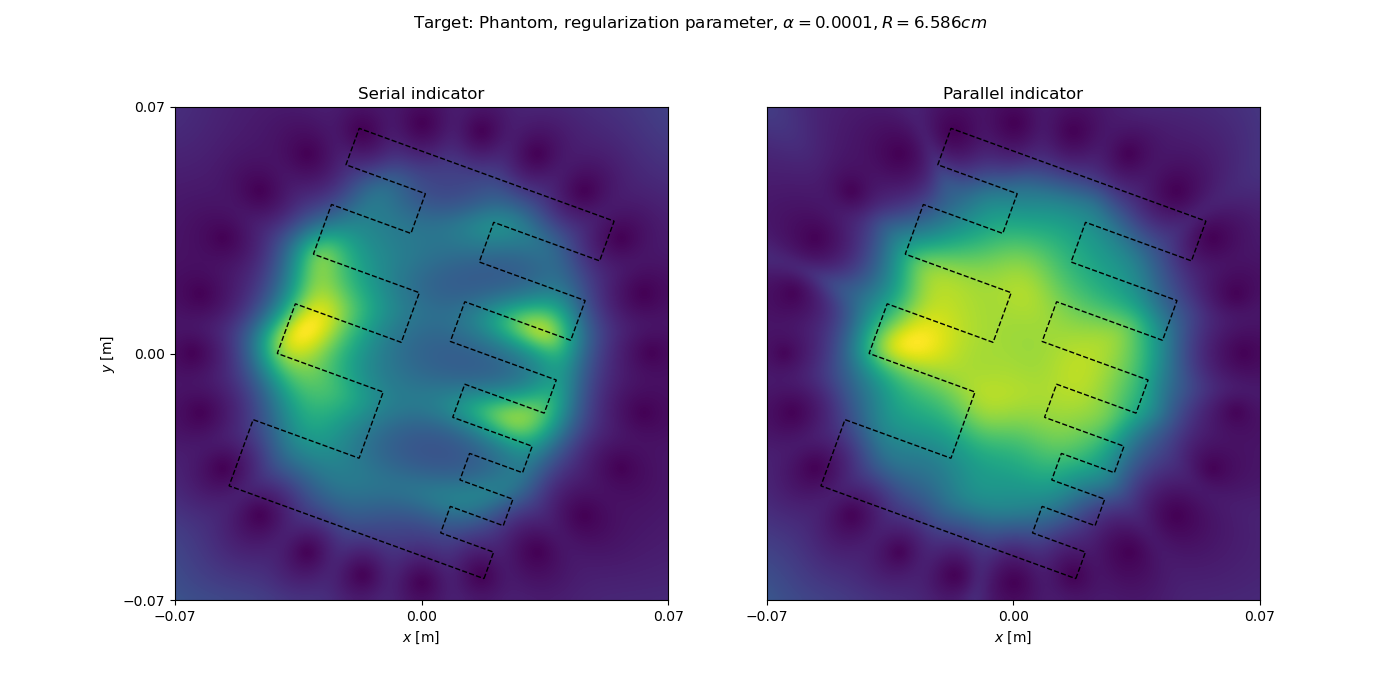 Target: Phantom, regularization parameter, α = 0.0001, R = 6.586cm
Serial indicator
Parallel indicator
0.07
0.00
−0.07
y [m]
−0.07 0.00 0.07
−0.07 0.00 0.07
x [m]
x [m]